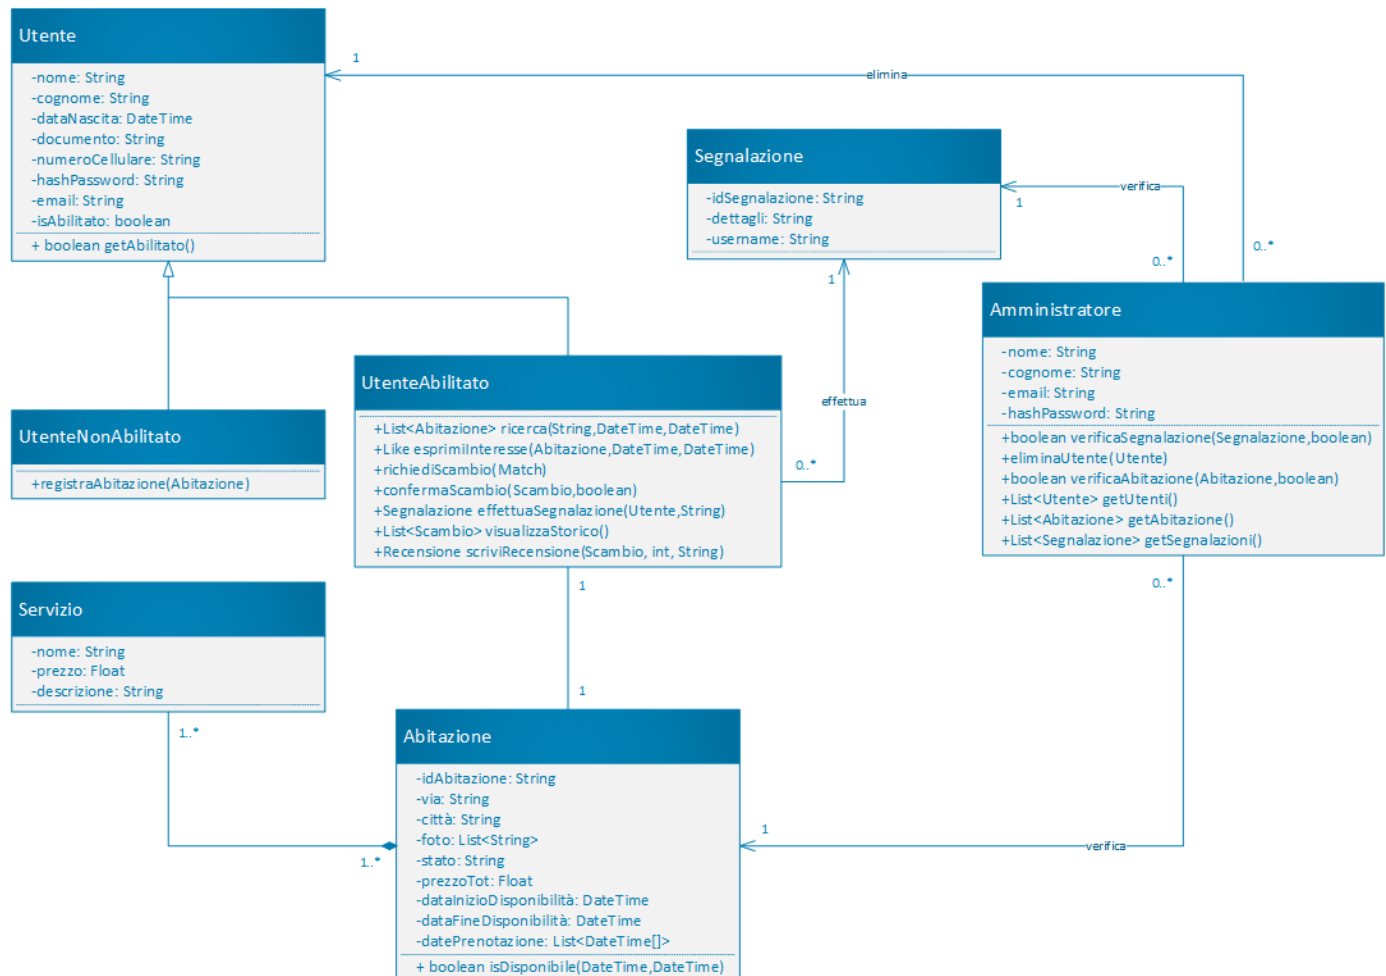 Utente
-nome: String
-cognome: String
-dataNascita: DateTime
-documento: String
-numeroCellulare: String
-hashPassword: String
-email: String
-isAbilitato: boolean
+ boolean getAbilitato()
1
elimina
0..*
Segnalazione
-idSegnalazione: String
-dettagli: String
-username: String
verifica
1
0..*
1
effettua
0..*
Amministratore
-nome: String
-cognome: String
-email: String
-hashPassword: String
+boolean verificaSegnalazione(Segnalazione,boolean)
+eliminaUtente(Utente)
+boolean verificaAbitazione(Abitazione,boolean)
+List<Utente> getUtenti()
+List<Abitazione> getAbitazione()
+List<Segnalazione> getSegnalazioni()
0..*
UtenteAbilitato
+List<Abitazione> ricerca(String,DateTime,DateTime)
+Like esprimiInteresse(Abitazione,DateTime,DateTime)
+richiediScambio(Match)
+confermaScambio(Scambio,boolean)
+Segnalazione effettuaSegnalazione(Utente,String)
+List<Scambio> visualizzaStorico()
+Recensione scriviRecensione(Scambio, int, String)
1
UtenteNonAbilitato
+registraAbitazione(Abitazione)
Servizio
-nome: String
-prezzo: Float
-descrizione: String
1..*
1..*
1
Abitazione
-idAbitazione: String
-via: String
-città: String
-foto: List<String>
-stato: String
-prezzoTot: Float
-dataInizioDisponibilità: DateTime
-dataFineDisponibilità: DateTime
-datePrenotazione: List<DateTime[]>
+ boolean isDisponibile(DateTime,DateTime)
1
verifica